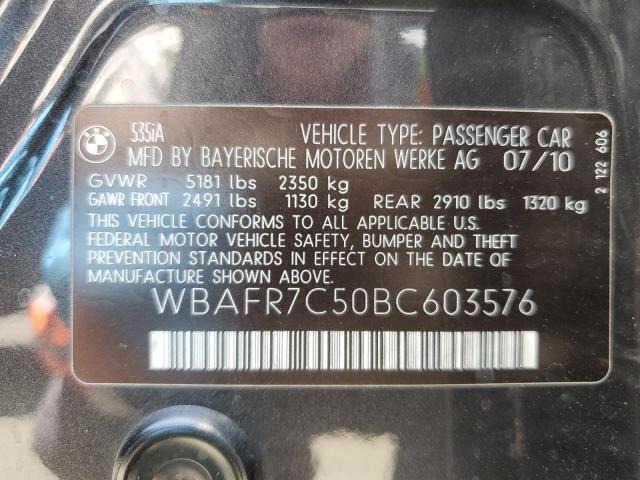 BMW
535iA VEHICLE TYPE: PASSENGER CAR
MFD BY BAYERISCHE MOTOREN WERKE AG 07/10
GVWR 5181 lbs 2350 kg
GAWR FRONT 2491 lbs 1130 kg REAR 2910 lbs 1320 kg
THIS VEHICLE CONFORMS TO ALL APPLICABLE U.S.
FEDERAL MOTOR VEHICLE SAFETY, BUMPER AND THEFT
PREVENTION STANDARDS IN EFFECT ON THE DATE OF
MANUFACTURE SHOWN ABOVE.
WBAFR7C50BC603576
2 122 606